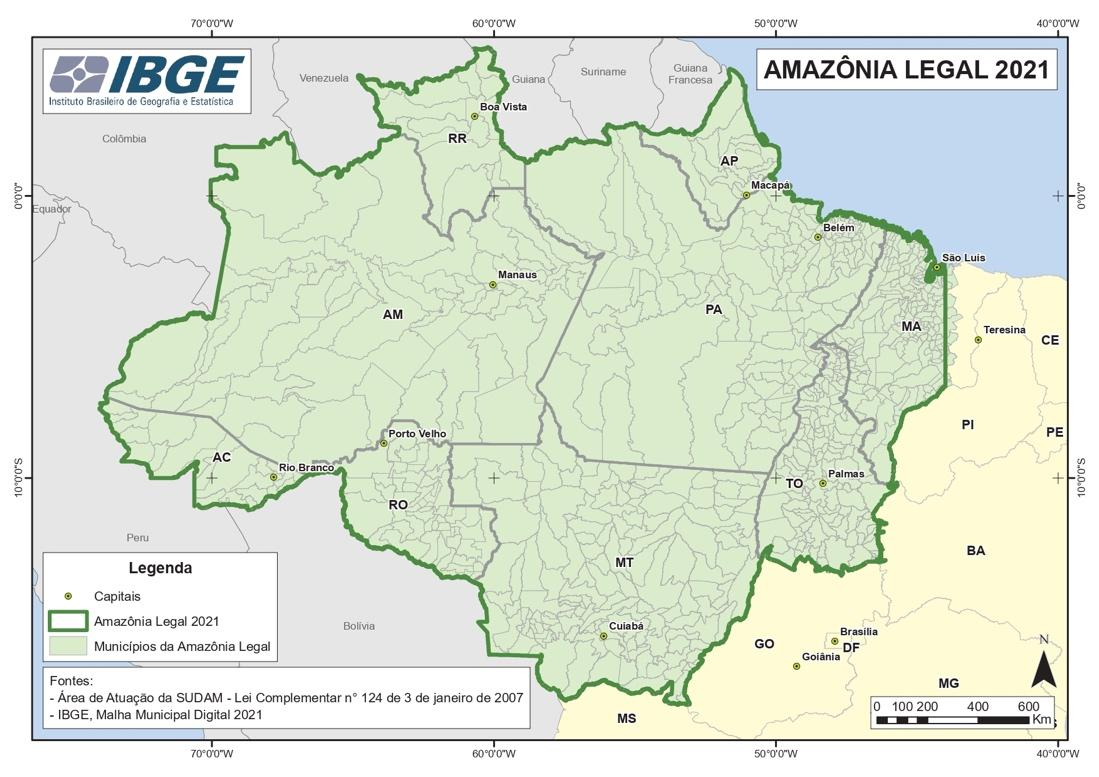 70°0'0"W 60°0'0"W 50°0'0"W 40°0'0"W
IBGE
Instituto Brasileiro de Geografia e Estatística
AMAZÔNIA LEGAL 2021
Venezuela
Guiana
Suriname
Guiana
Francesa
Colômbia
Boa Vista
RR
AP
Macapá
0°0'0"
0°0'0"
Equador
Belém
São Luís
Manaus
AM
PA
MA
Teresina
CE
PI
PE
Porto Velho
AC
Rio Branco
TO
Palmas
10°0'0"S
10°0'0"S
RO
Peru
MT
BA
Legenda
Capitais
Amazônia Legal 2021
Municípios da Amazônia Legal
Bolívia
Cuiabá
GO
Brasília
DF
Goiânia
N
Fontes:
- Área de Atuação da SUDAM - Lei Complementar n° 124 de 3 de janeiro de 2007
- IBGE, Malha Municipal Digital 2021
MS
MG
0 100 200 400 600
Km
70°0'0"W 60°0'0"W 50°0'0"W 40°0'0"W